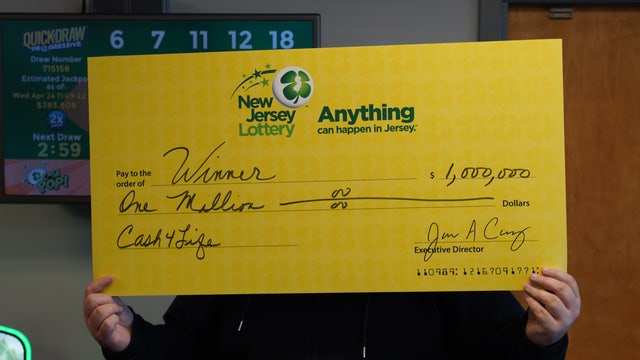 QUICKDRAW
PROGRESSIVE
6 7 11 12 18
Draw Number
715158
Estimated Jackpo
as of:
Wed Apr 24 11:09:22
$383,606
2x
Next Draw
2:59
POP!
New
Jersey
Lottery
Anything
can happen in Jersey.
Pay to the
order of Winner $ 1,000,000
One Million 00/00 Dollars
Cash4Life
Executive Director